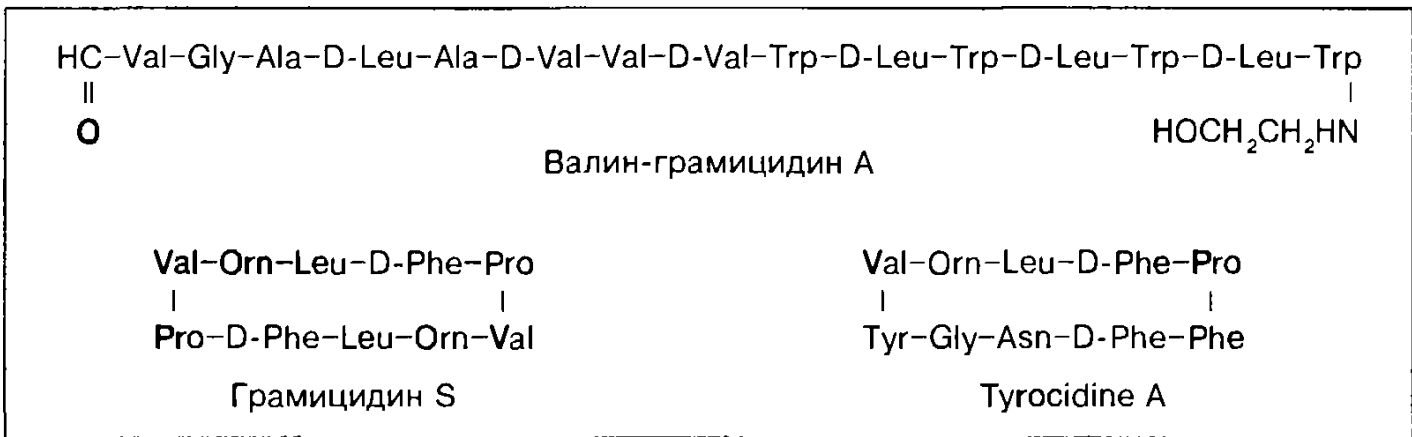 HC–Val–Gly–Ala–D-Leu–Ala–D-Val–Val–D-Val–Trp–D-Leu–Trp–D-Leu–Trp–D-Leu–Trp
O
HOCH₂CH₂HN
Валин-грамицидин А
Val–Orn–Leu–D-Phe–Pro
Pro–D-Phe–Leu–Orn–Val
Грамицидин S
Val–Orn–Leu–D-Phe–Pro
Tyr–Gly–Asn–D-Phe–Phe
Tyrocidine A